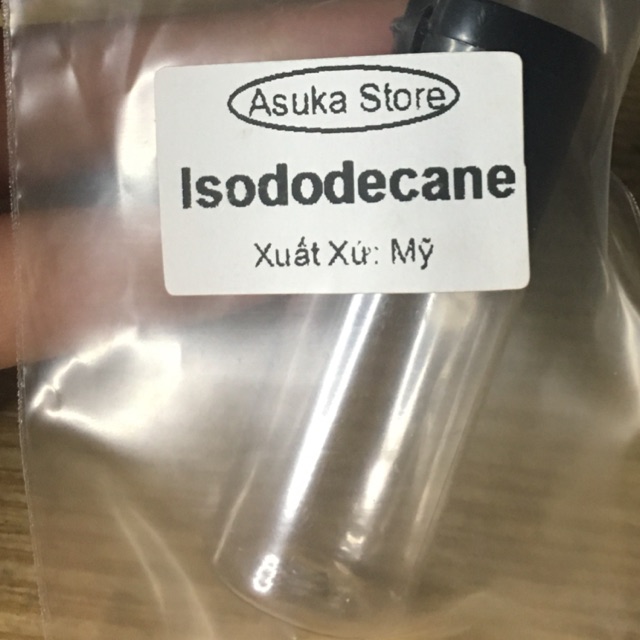 Asuka Store
Isododecane
Xuất Xứ: Mỹ